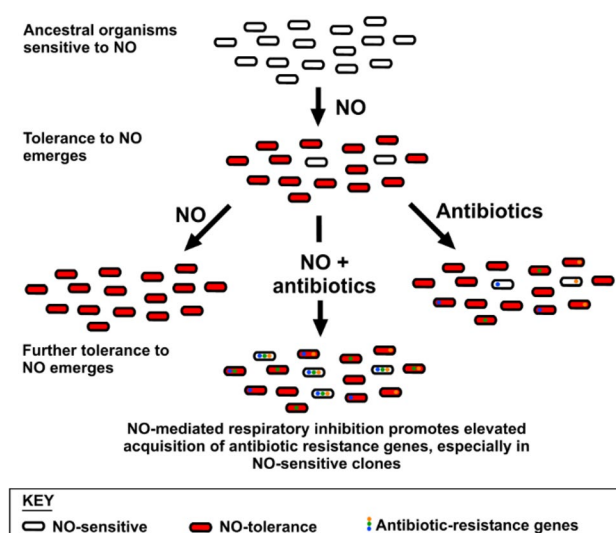 Ancestral organisms
sensitive to NO
NO
Tolerance to NO
emerges
NO
NO +
antibiotics
Antibiotics
Further tolerance to
NO emerges
NO-mediated respiratory inhibition promotes elevated
acquisition of antibiotic resistance genes, especially in
NO-sensitive clones
KEY
NO-sensitive
NO-tolerance
Antibiotic-resistance genes